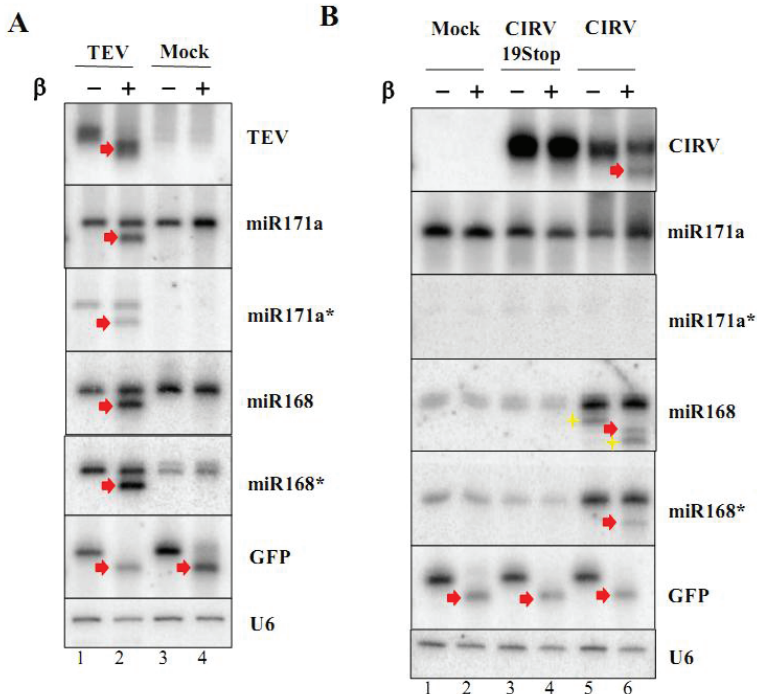 A
TEV Mock
β − + − +
TEV
miR171a
miR171a*
miR168
miR168*
GFP
U6
1 2 3 4
B
Mock CIRV 19Stop CIRV
β − + − + − +
CIRV
miR171a
miR171a*
miR168
miR168*
GFP
U6
1 2 3 4 5 6